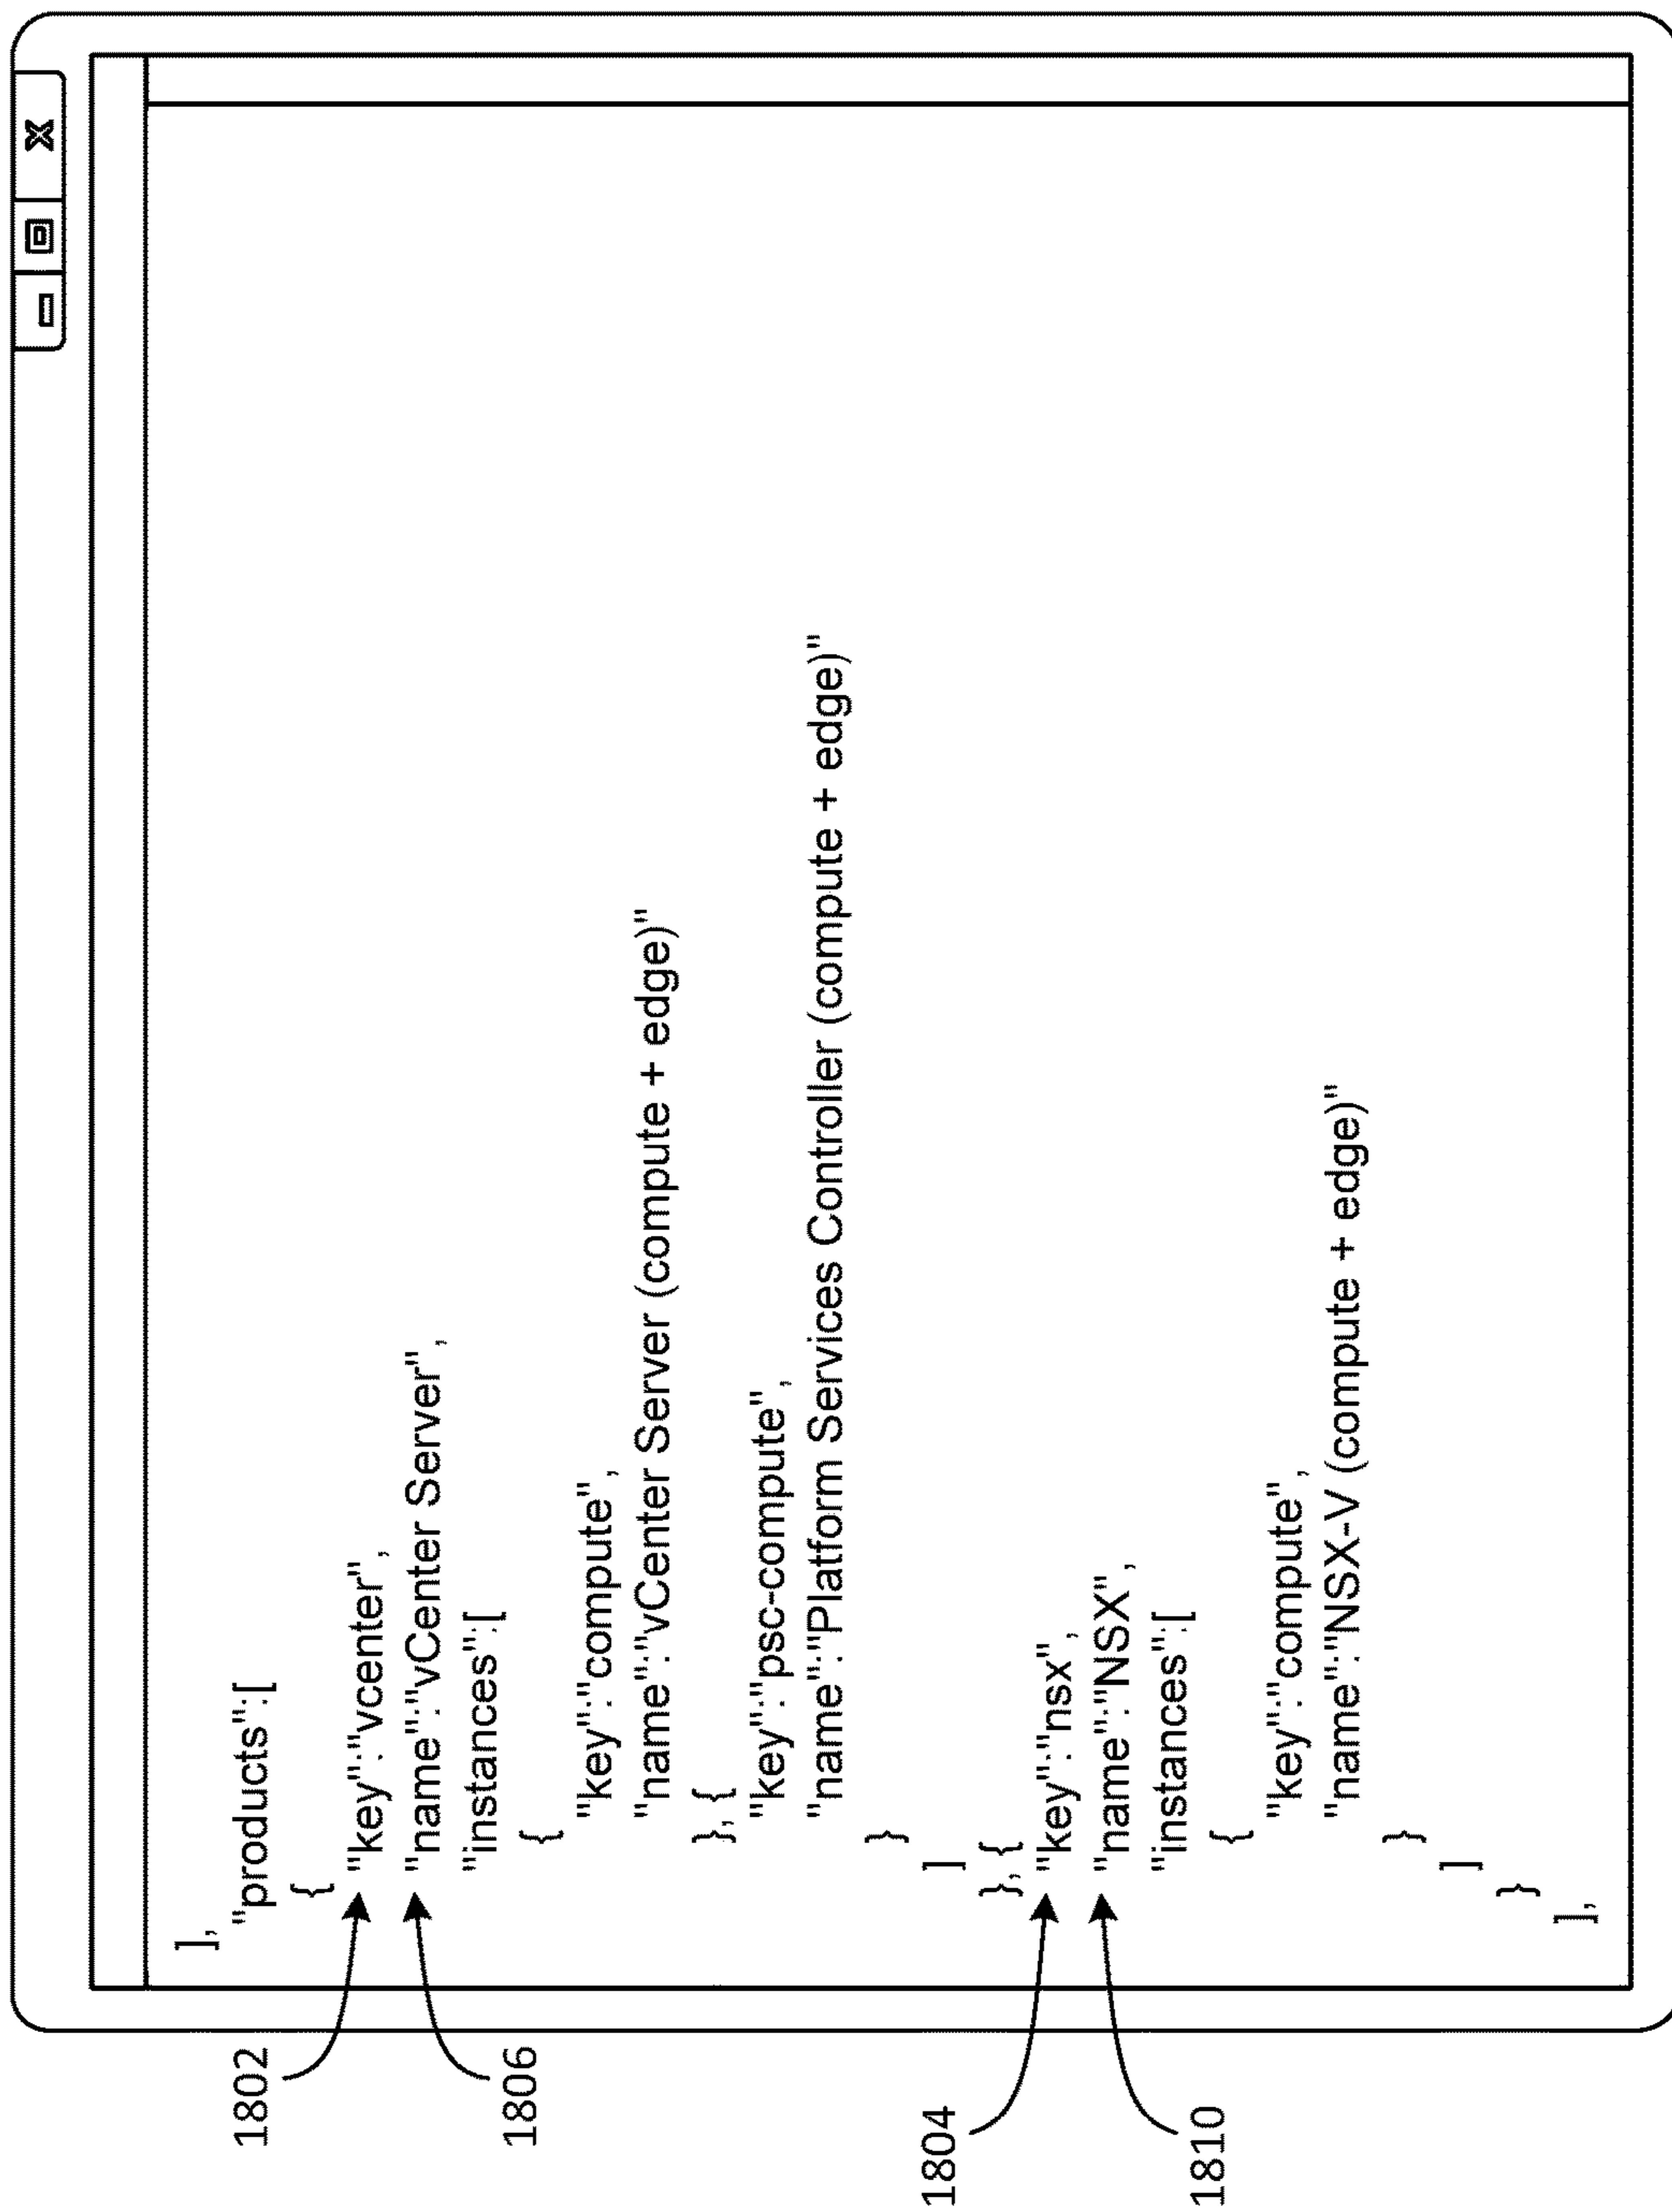 ],
"products":[
{
1802 "key":"vcenter",
1806 "name":"vCenter Server",
"instances":[
{
"key":"compute",
"name":"vCenter Server (compute + edge)"
},{
"key":"psc-compute",
"name":"Platform Services Controller (compute + edge)"
}
]
},{
1804 "key":"nsx",
1810 "name":"NSX",
"instances":[
{
"key":"compute",
"name":"NSX-V (compute + edge)"
}
]
}
],